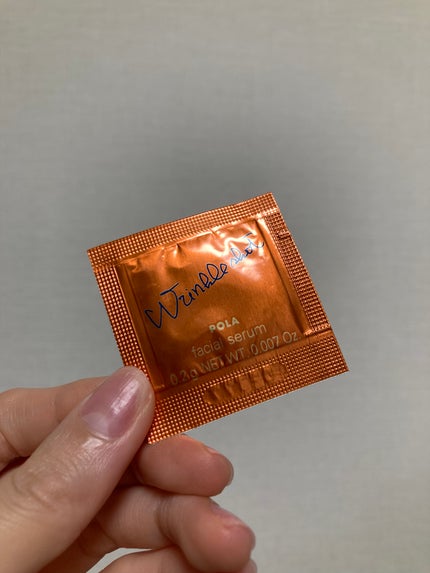 Wrinkle shot
POLA
facial serum
0.2g NET WT. 0.007 Oz.